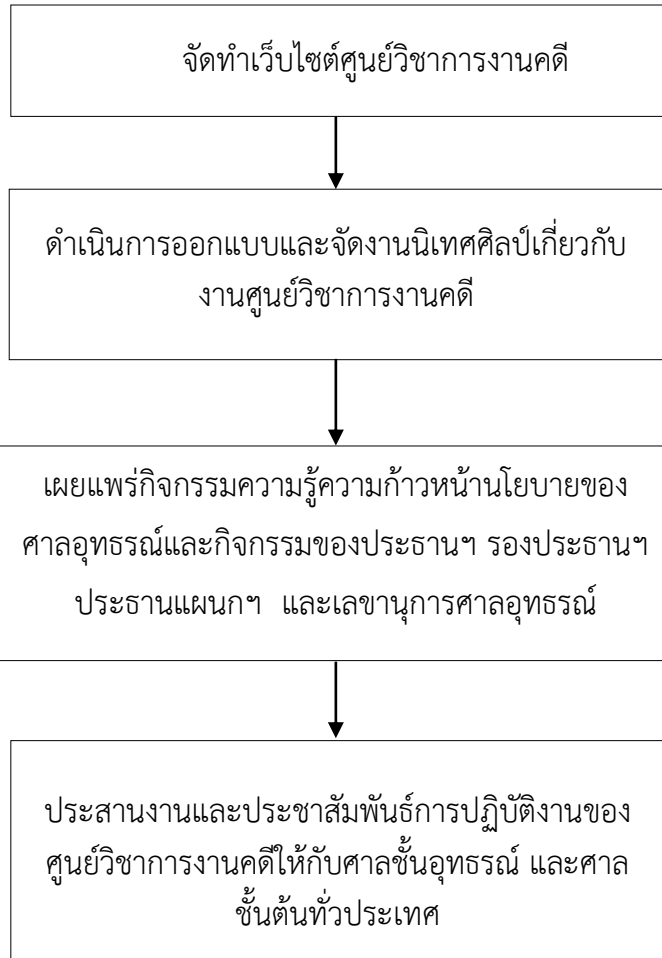 จัดทำเว็บไซต์ศูนย์วิชาการงานคดี
ดำเนินการออกแบบและจัดงานนิเทศศิลป์เกี่ยวกับ
งานศูนย์วิชาการงานคดี
เผยแพร่กิจกรรมความรู้ความก้าวหน้านโยบายของ
ศาลอุทธรณ์และกิจกรรมของประธานฯ รองประธานฯ
ประธานแผนกฯ และเลขานุการศาลอุทธรณ์
ประสานงานและประชาสัมพันธ์การปฏิบัติงานของ
ศูนย์วิชาการงานคดีให้กับศาลชั้นอุทธรณ์ และศาล
ชั้นต้นทั่วประเทศ